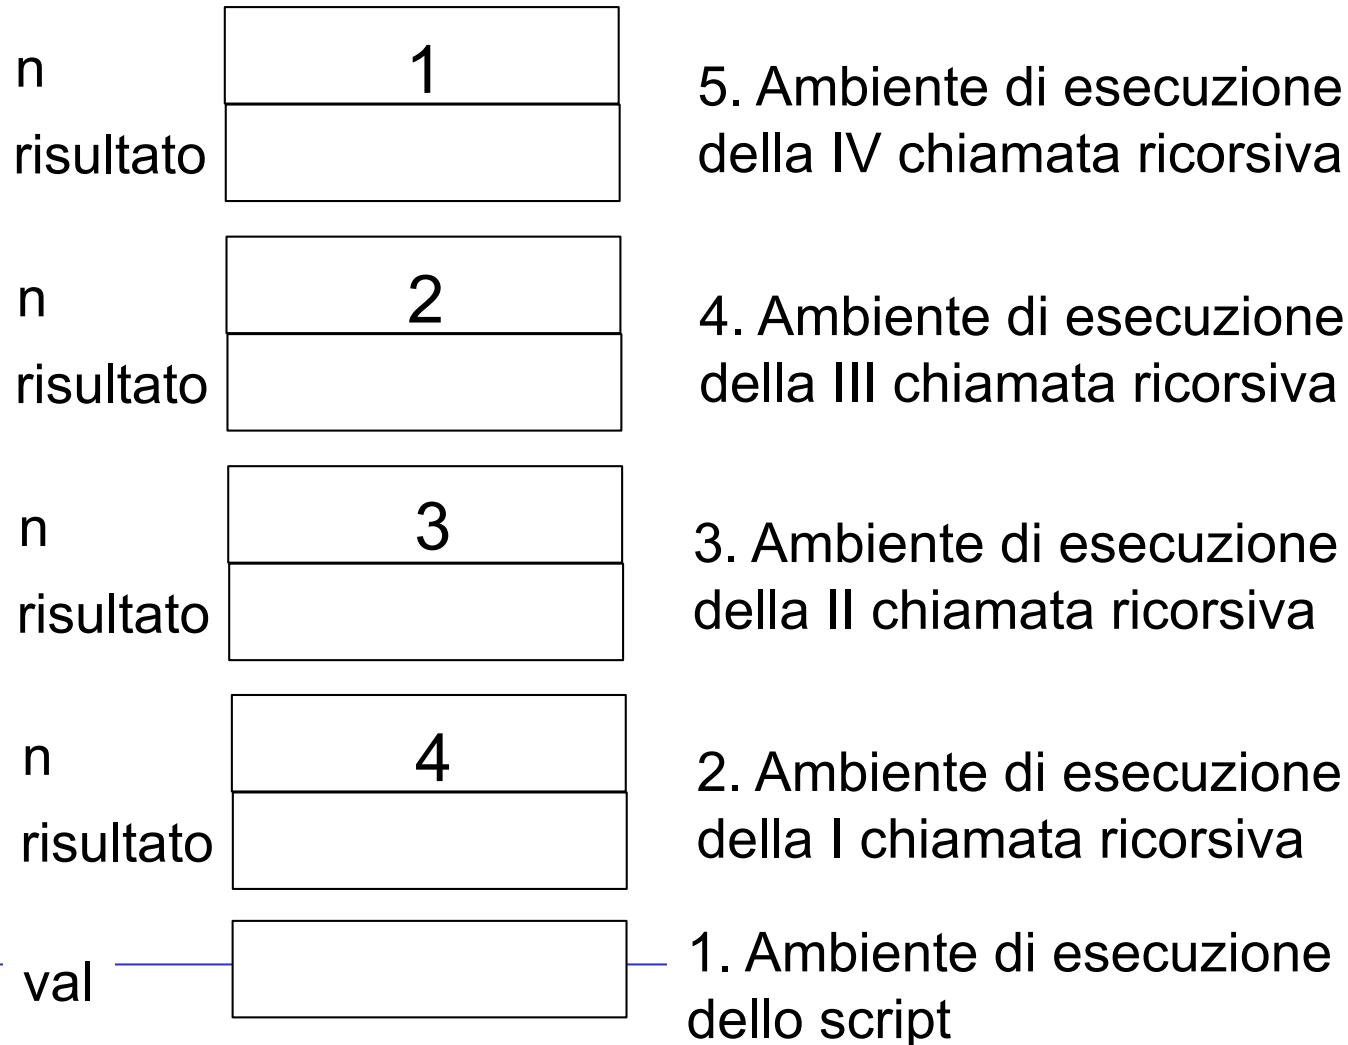 n
1
risultato
5. Ambiente di esecuzione
della IV chiamata ricorsiva
n
2
risultato
4. Ambiente di esecuzione
della III chiamata ricorsiva
n
3
risultato
3. Ambiente di esecuzione
della II chiamata ricorsiva
n
4
risultato
2. Ambiente di esecuzione
della I chiamata ricorsiva
val
1. Ambiente di esecuzione
dello script